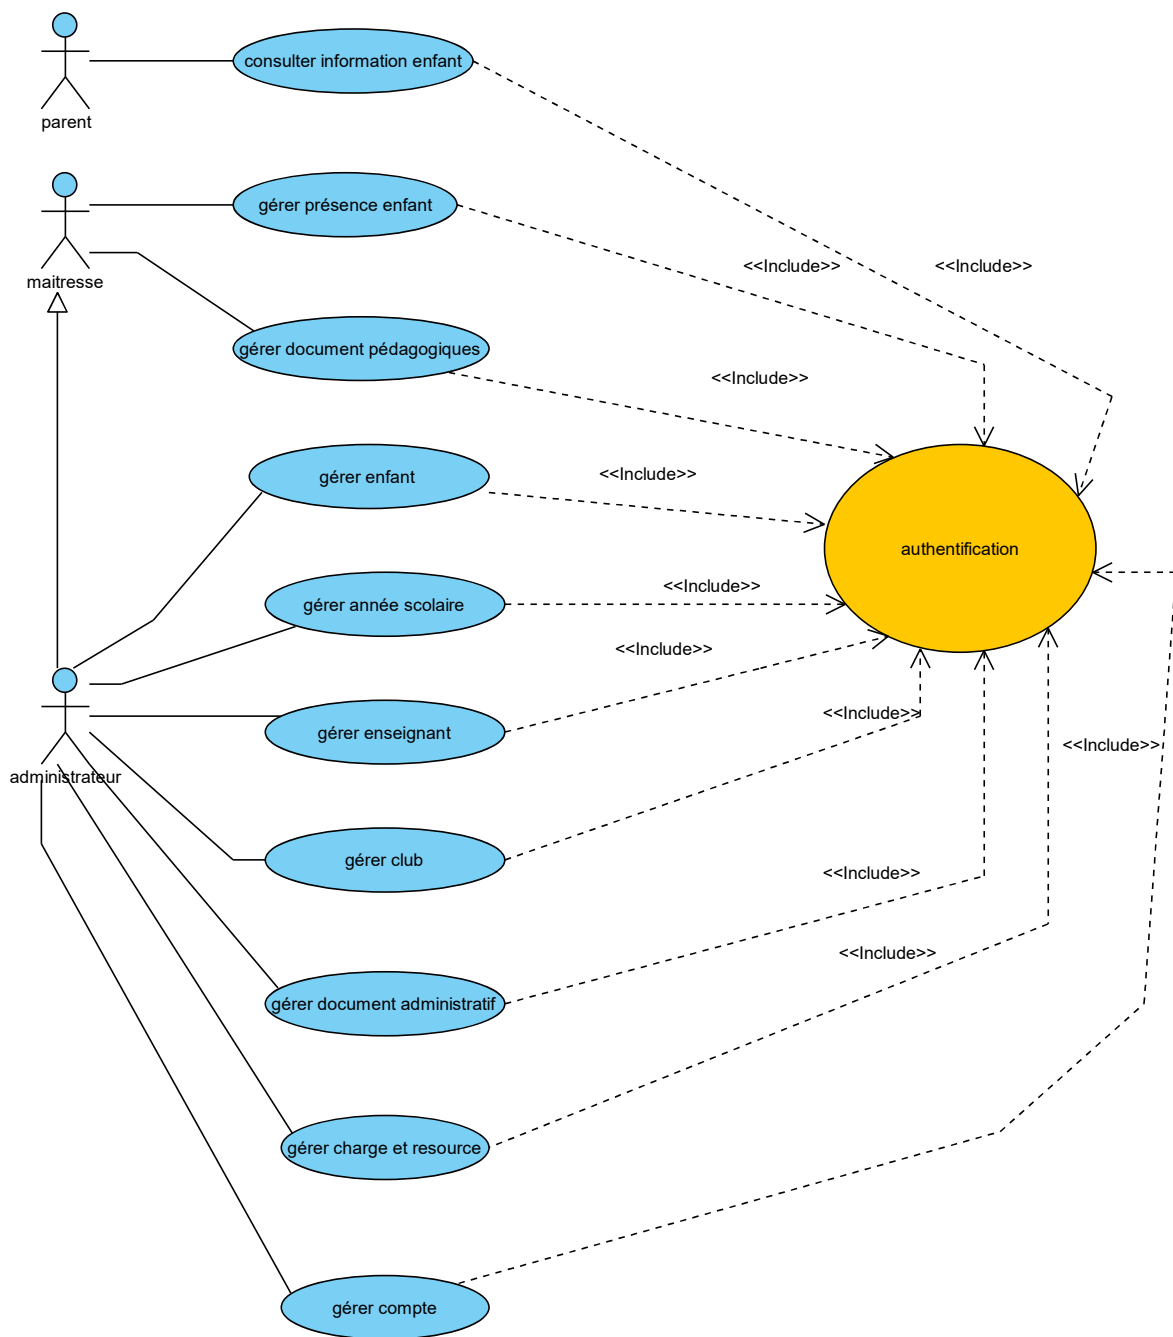 consulter information enfant
parent
gérer présence enfant
maitresse
<<Include>>
<<Include>>
gérer document pédagogiques
<<Include>>
gérer enfant
<<Include>>
authentification
gérer année scolaire
<<Include>>
<<Include>>
gérer enseignant
<<Include>>
<<Include>>
administrateur
gérer club
<<Include>>
<<Include>>
gérer document administratif
gérer charge et resource
gérer compte